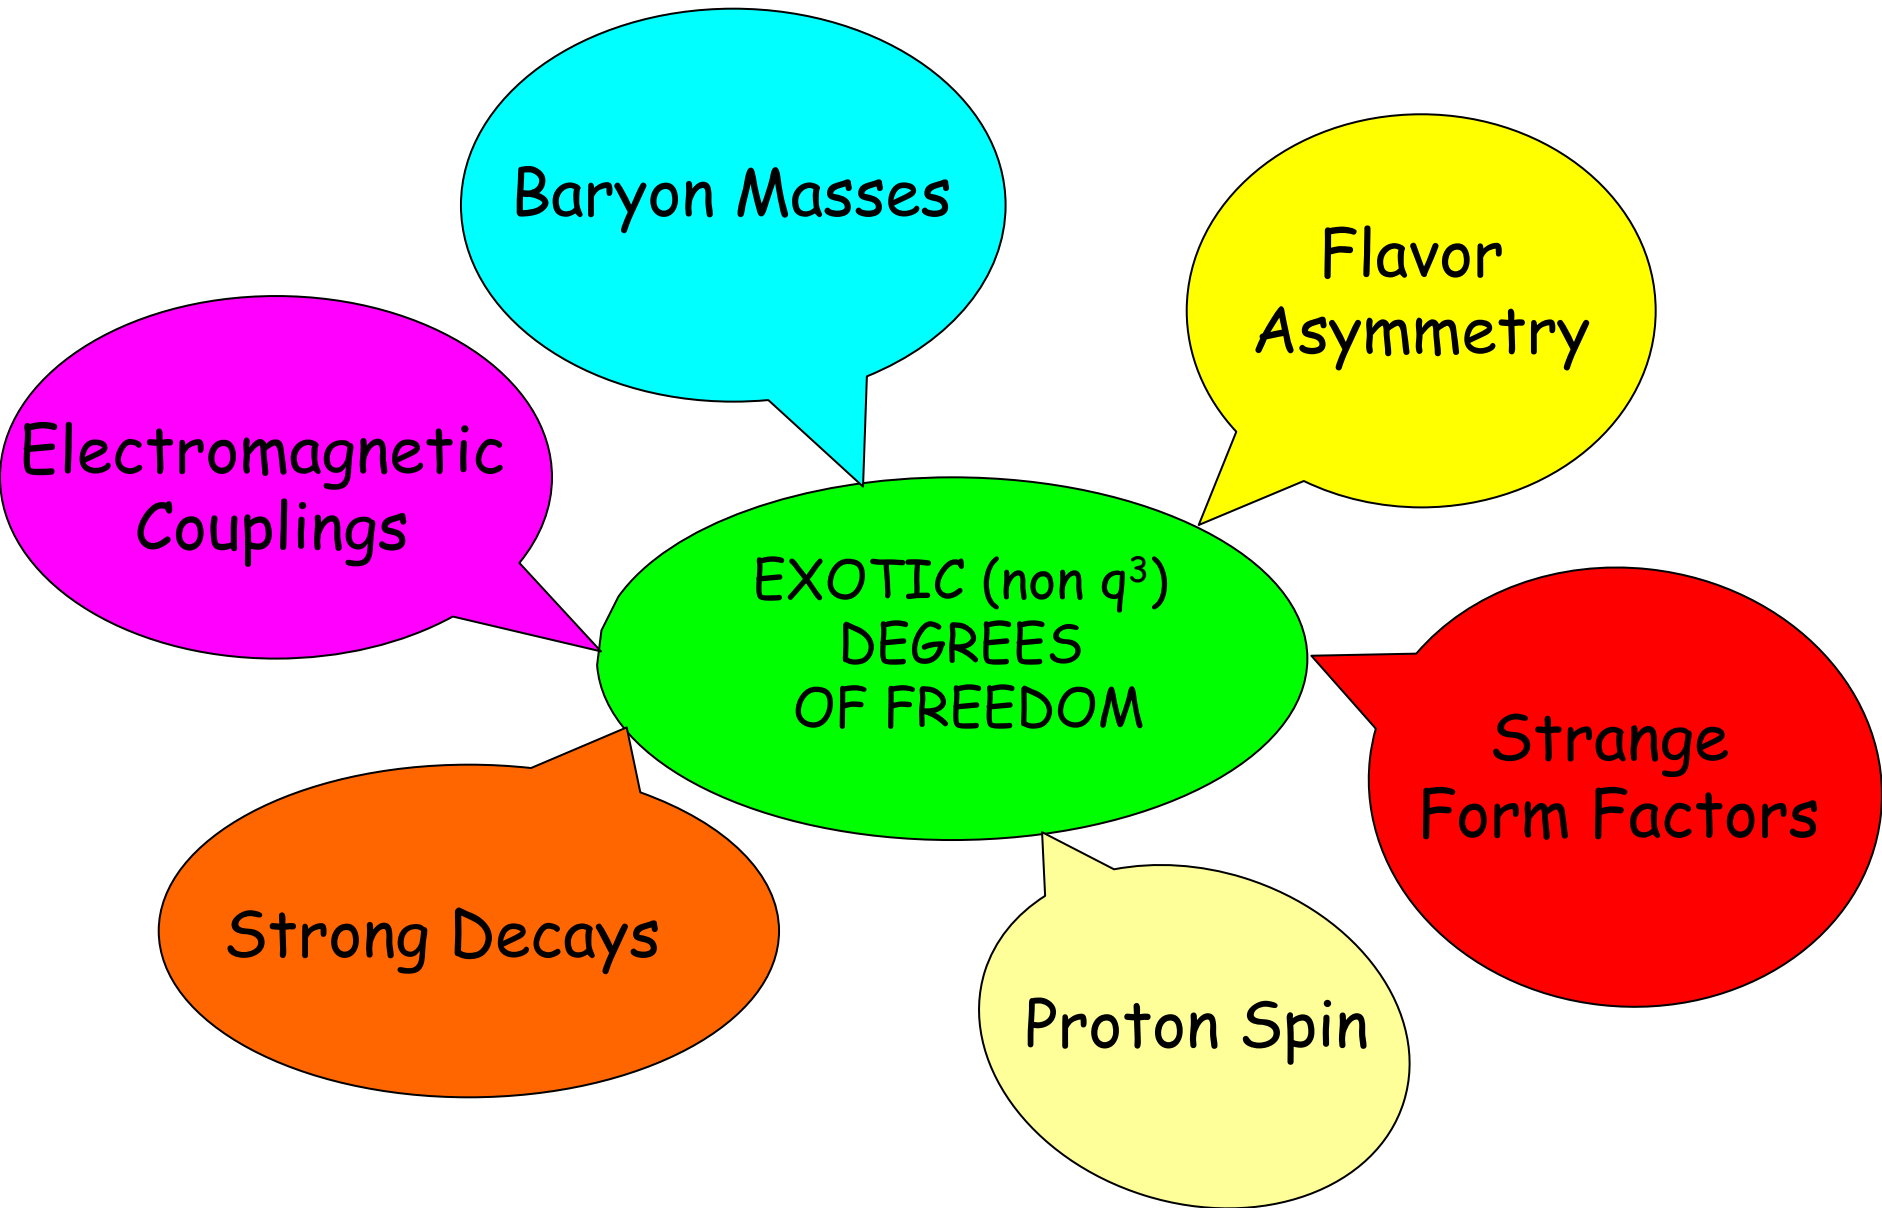 Baryon Masses
Flavor
Asymmetry
Electromagnetic
Couplings
EXOTIC (non q³)
DEGREES
OF FREEDOM
Strange
Form Factors
Strong Decays
Proton Spin